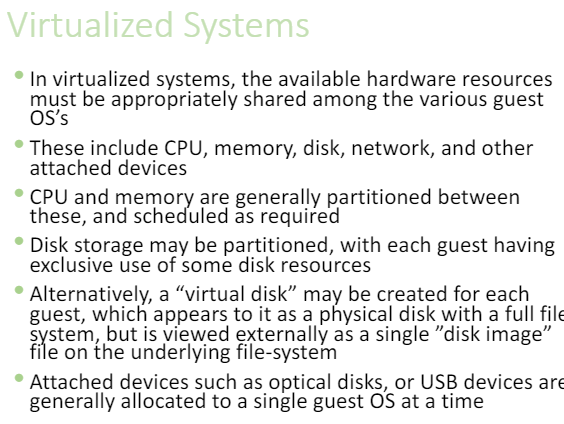 Virtualized Systems
• In virtualized systems, the available hardware resources
must be appropriately shared among the various guest
OS’s
• These include CPU, memory, disk, network, and other
attached devices
• CPU and memory are generally partitioned between
these, and scheduled as required
• Disk storage may be partitioned, with each guest having
exclusive use of some disk resources
• Alternatively, a “virtual disk” may be created for each
guest, which appears to it as a physical disk with a full file
system, but is viewed externally as a single ”disk image”
file on the underlying file-system
• Attached devices such as optical disks, or USB devices are
generally allocated to a single guest OS at a time